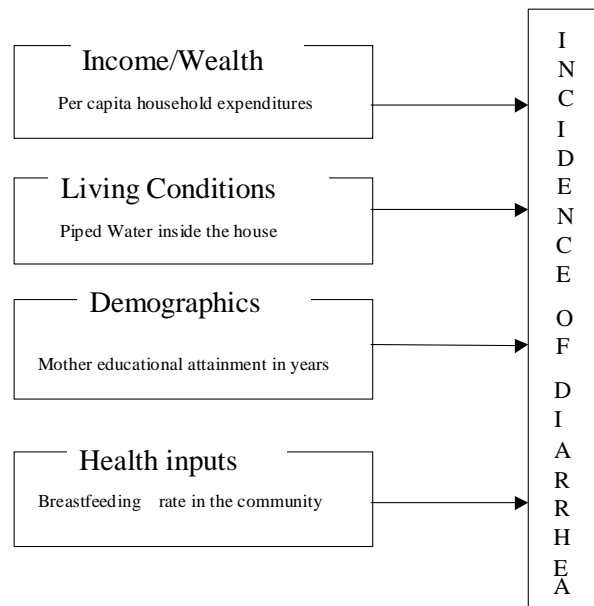 Income/Wealth
Per capita household expenditures
Living Conditions
Piped Water inside the house
Demographics
Mother educational attainment in years
Health inputs
Breastfeeding rate in the community
I
N
C
I
D
E
N
C
E
O
F
D
I
A
R
R
H
E
A